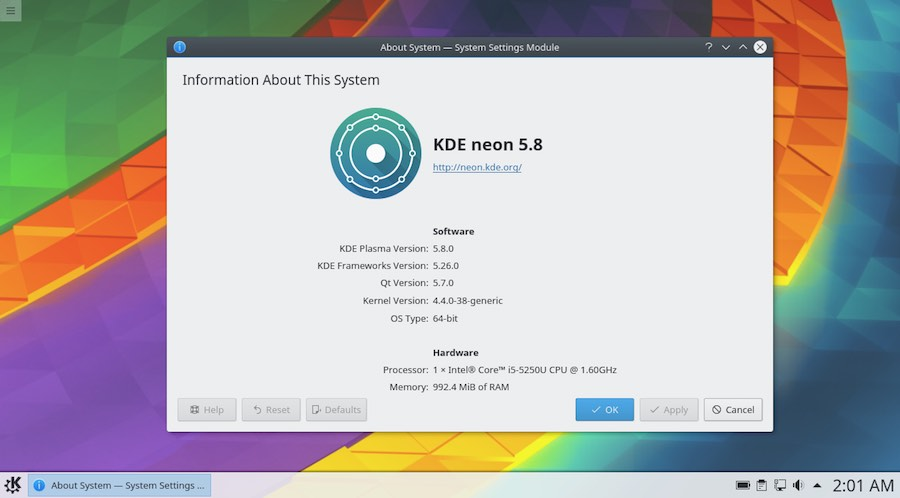 About System — System Settings Module
Information About This System
KDE neon 5.8
http://neon.kde.org/
Software
KDE Plasma Version: 5.8.0
KDE Frameworks Version: 5.26.0
Qt Version: 5.7.0
Kernel Version: 4.4.0-38-generic
OS Type: 64-bit
Hardware
Processor: 1 × Intel® Core™ i5-5250U CPU @ 1.60GHz
Memory: 992.4 MiB of RAM
Help Reset Defaults OK Apply Cancel
About System — System Settings ... 2:01 AM